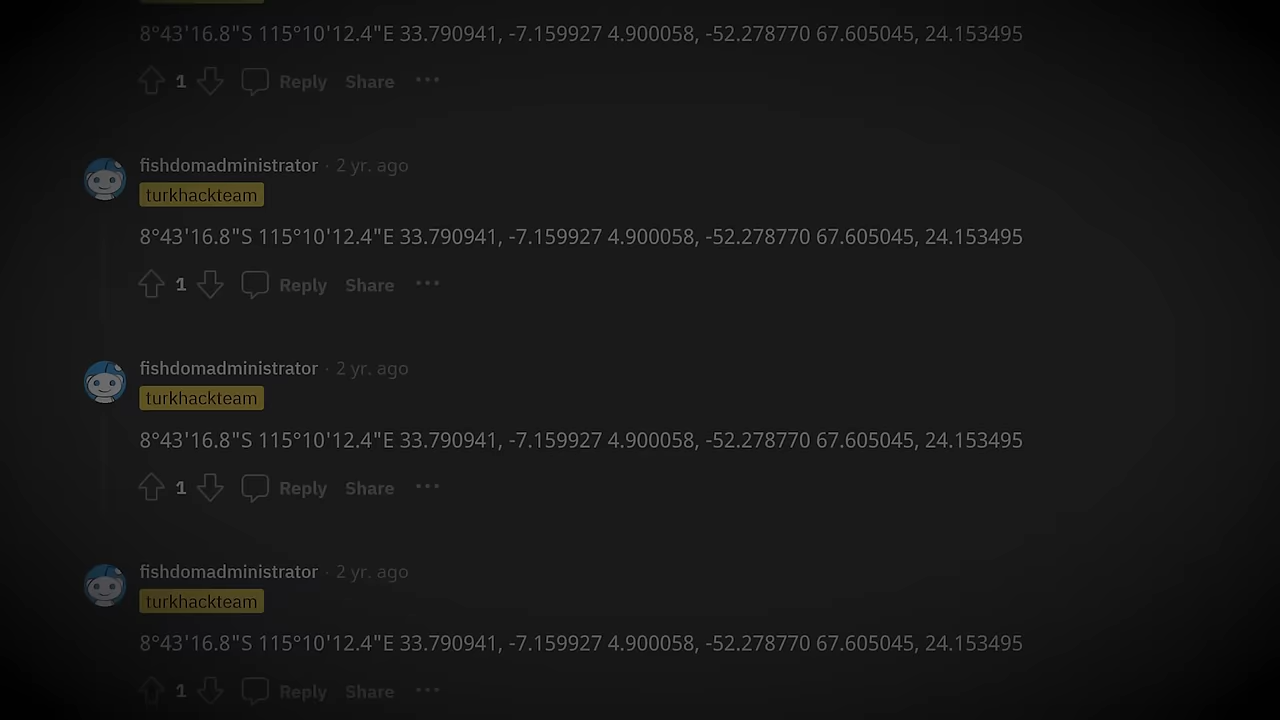 8°43'16.8"S 115°10'12.4"E 33.790941, -7.159927 4.900058, -52.278770 67.605045, 24.153495
1 Reply Share ···
fishdomadministrator · 2 yr. ago
turkhackteam
8°43'16.8"S 115°10'12.4"E 33.790941, -7.159927 4.900058, -52.278770 67.605045, 24.153495
1 Reply Share ···
fishdomadministrator · 2 yr. ago
turkhackteam
8°43'16.8"S 115°10'12.4"E 33.790941, -7.159927 4.900058, -52.278770 67.605045, 24.153495
1 Reply Share ···
fishdomadministrator · 2 yr. ago
turkhackteam
8°43'16.8"S 115°10'12.4"E 33.790941, -7.159927 4.900058, -52.278770 67.605045, 24.153495
1 Reply Share ···